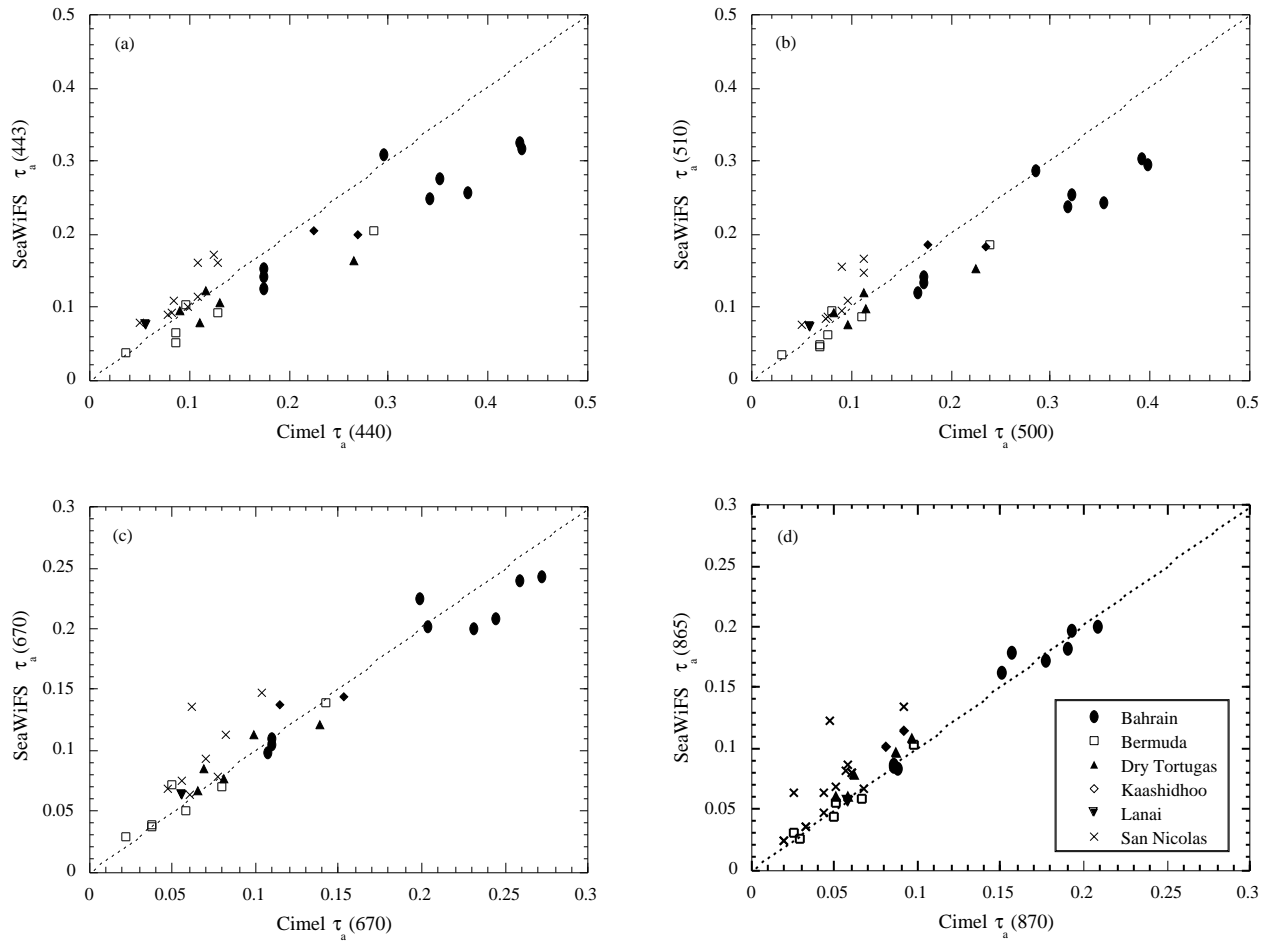 (a)
0.5
0.4
0.3
0.2
0.1
0
SeaWiFS τa(443)
0 0.1 0.2 0.3 0.4 0.5
Cimel τa(440)
(b)
0.5
0.4
0.3
0.2
0.1
0
SeaWiFS τa(510)
0 0.1 0.2 0.3 0.4 0.5
Cimel τa(500)
(c)
0.3
0.25
0.2
0.15
0.1
0.05
0
SeaWiFS τa(670)
0 0.05 0.1 0.15 0.2 0.25 0.3
Cimel τa(670)
(d)
0.3
0.25
0.2
0.15
0.1
0.05
0
SeaWiFS τa(865)
Bahrain
Bermuda
Dry Tortugas
Kaashidhoo
Lanai
San Nicolas
0 0.05 0.1 0.15 0.2 0.25 0.3
Cimel τa(870)